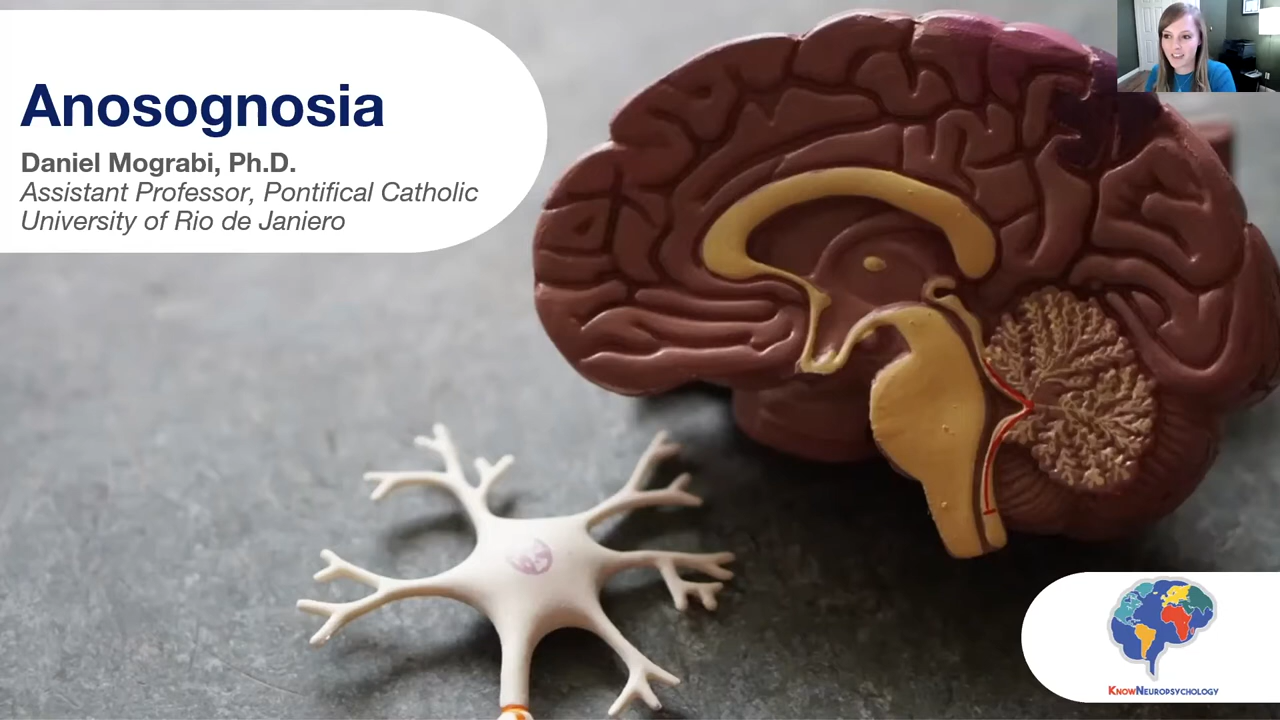 Anosognosia
Daniel Mograbi, Ph.D.
Assistant Professor, Pontifical Catholic
University of Rio de Janiero
KnowNeuropsychology